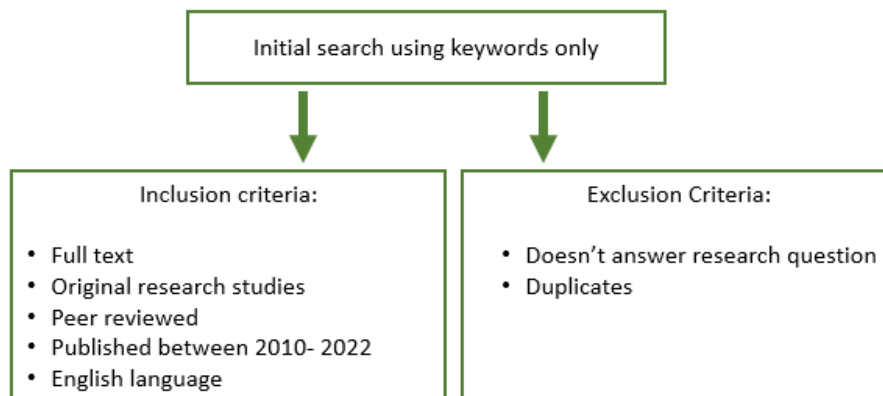 Initial search using keywords only
Inclusion criteria:
• Full text
• Original research studies
• Peer reviewed
• Published between 2010- 2022
• English language
Exclusion Criteria:
• Doesn’t answer research question
• Duplicates